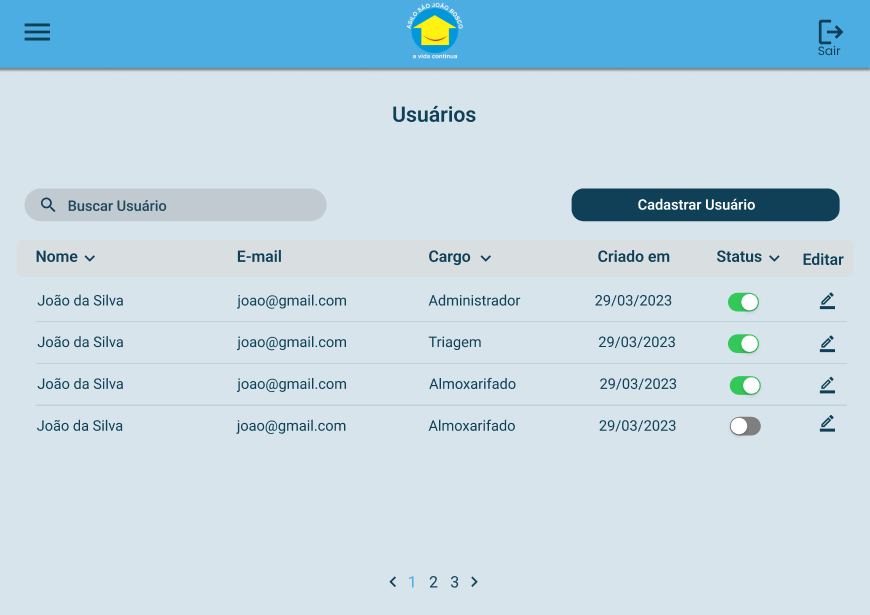 ASILO SÃO JOÃO BOSCO
a vida continua
Sair
Usuários
Buscar Usuário
Cadastrar Usuário
Nome E-mail Cargo Criado em Status Editar
João da Silva joao@gmail.com Administrador 29/03/2023
João da Silva joao@gmail.com Triagem 29/03/2023
João da Silva joao@gmail.com Almoxarifado 29/03/2023
João da Silva joao@gmail.com Almoxarifado 29/03/2023
1 2 3